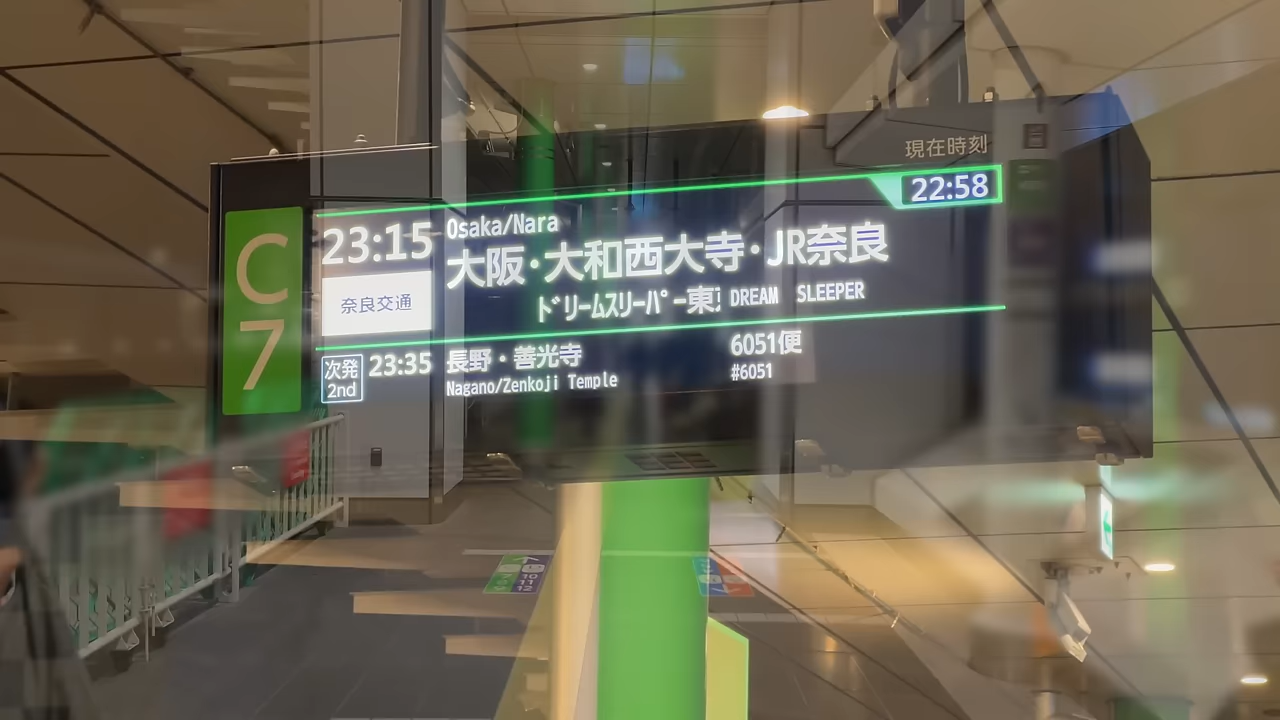 現在時刻
22:58
C
7
23:15
Osaka/Nara
大阪・大和西大寺・JR奈良
奈良交通
ドリームスリーパー東 DREAM SLEEPER
次発
2nd
23:35
長野・善光寺
Nagano/Zenkoji Temple
6051便
#6051
10
11
12